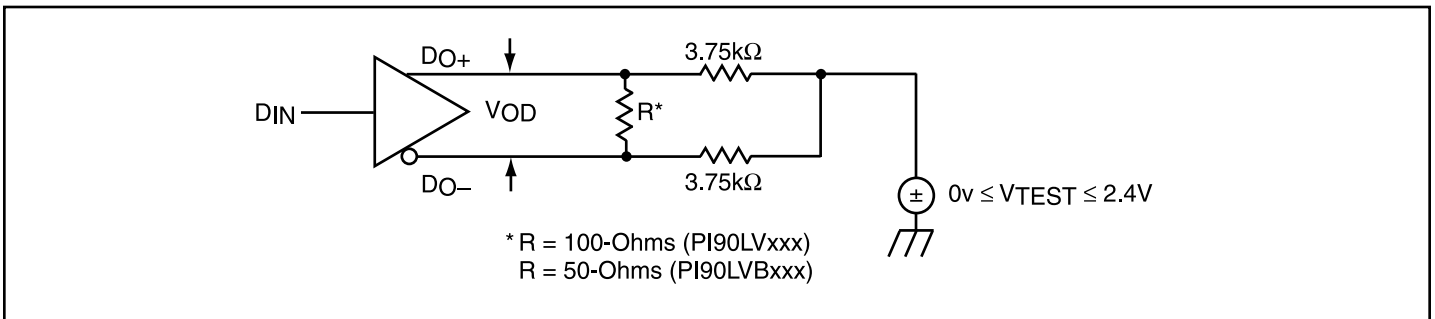 DO+
3.75kΩ
DIN
VOD
R*
DO–
3.75kΩ
± 0v ≤ VTEST ≤ 2.4V
* R = 100-Ohms (PI90LVxxx)
R = 50-Ohms (PI90LVBxxx)